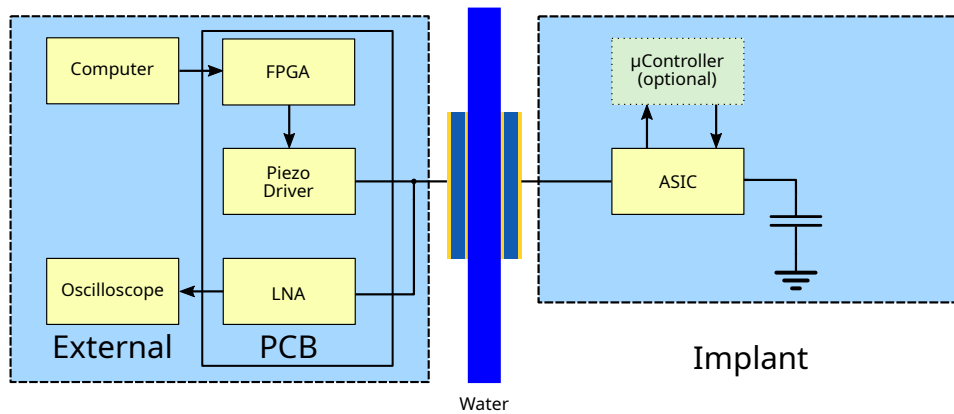 Computer
FPGA
µController
(optional)
Piezo
Driver
ASIC
Oscilloscope
LNA
External
PCB
Implant
Water